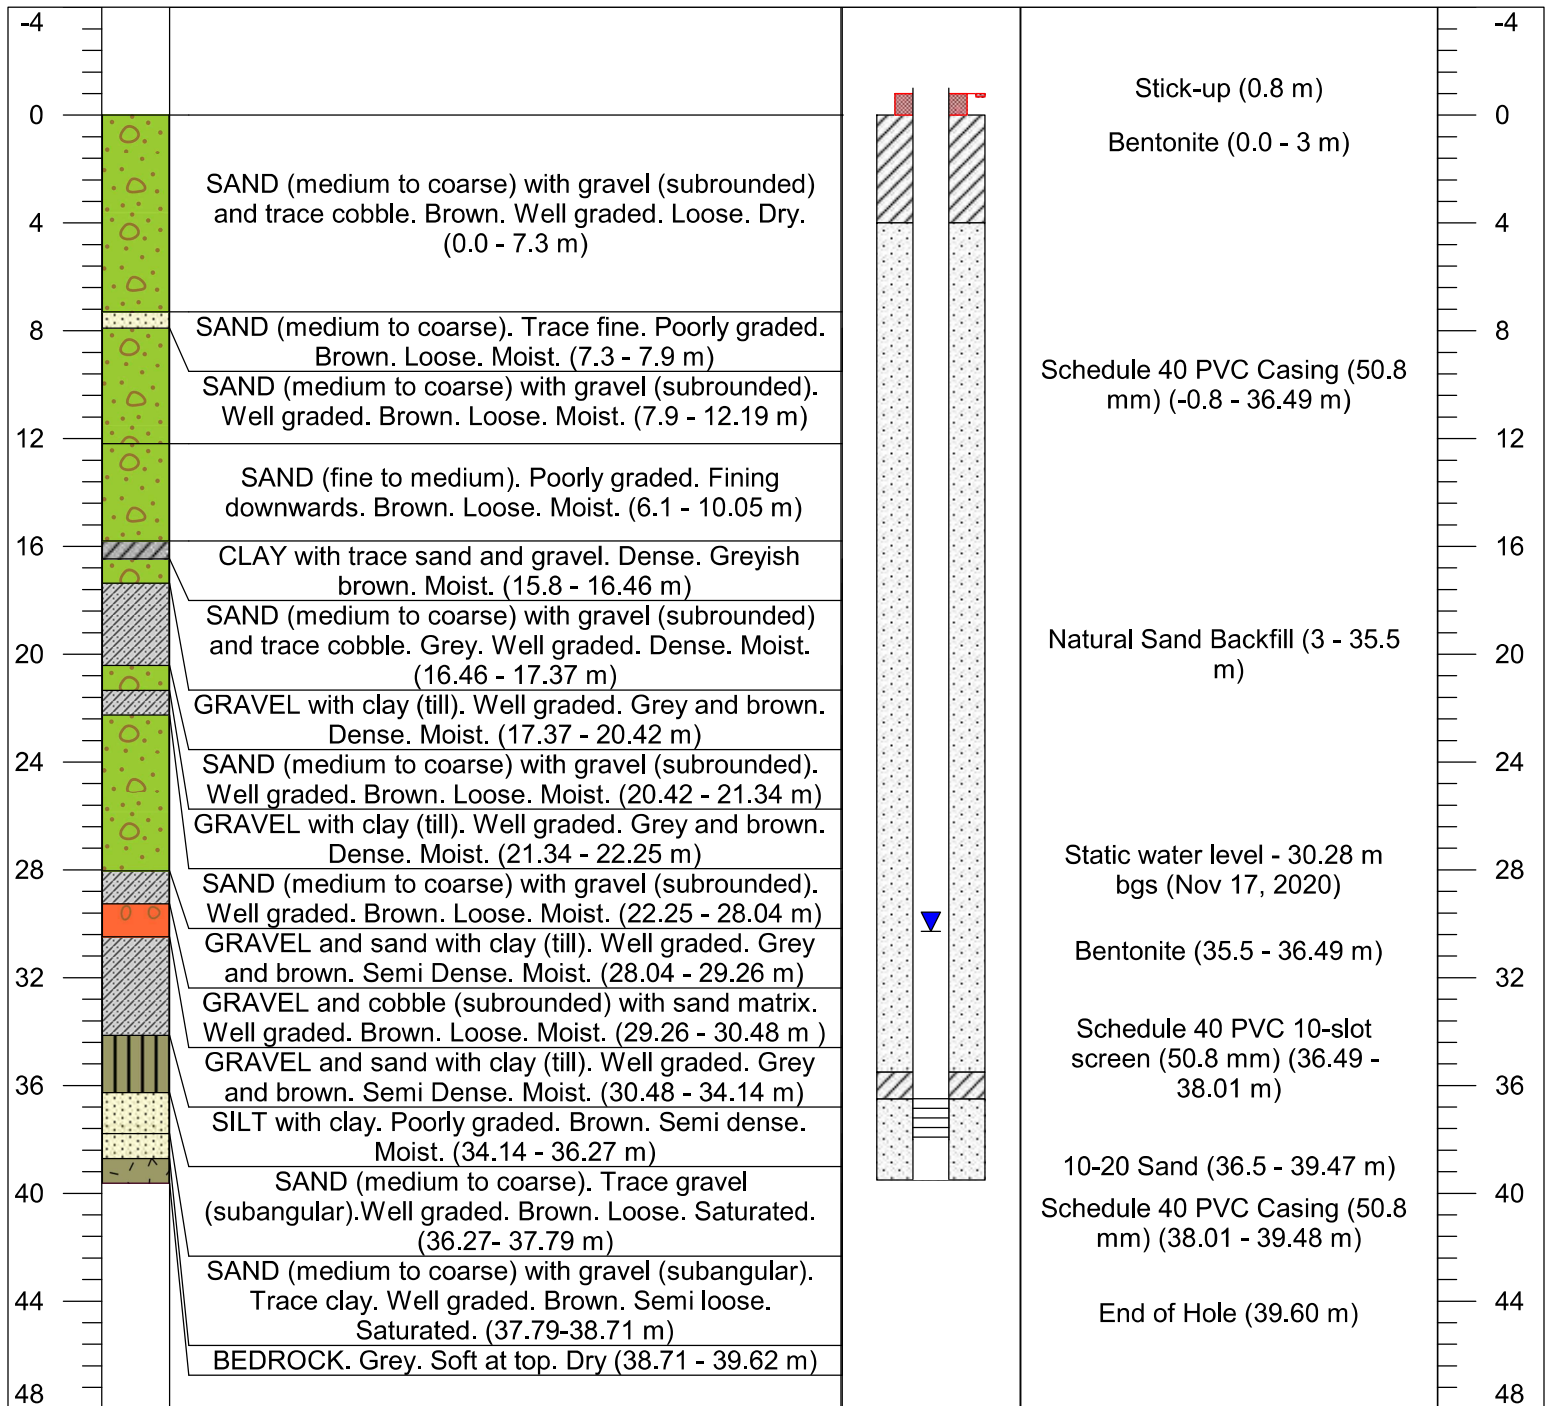 -4
0
4
8
12
16
20
24
28
32
36
40
44
48
SAND (medium to coarse) with gravel (subrounded)
and trace cobble. Brown. Well graded. Loose. Dry.
(0.0 - 7.3 m)
SAND (medium to coarse). Trace fine. Poorly graded.
Brown. Loose. Moist. (7.3 - 7.9 m)
SAND (medium to coarse) with gravel (subrounded).
Well graded. Brown. Loose. Moist. (7.9 - 12.19 m)
SAND (fine to medium). Poorly graded. Fining
downwards. Brown. Loose. Moist. (6.1 - 10.05 m)
CLAY with trace sand and gravel. Dense. Greyish
brown. Moist. (15.8 - 16.46 m)
SAND (medium to coarse) with gravel (subrounded)
and trace cobble. Grey. Well graded. Dense. Moist.
(16.46 - 17.37 m)
GRAVEL with clay (till). Well graded. Grey and brown.
Dense. Moist. (17.37 - 20.42 m)
SAND (medium to coarse) with gravel (subrounded).
Well graded. Brown. Loose. Moist. (20.42 - 21.34 m)
GRAVEL with clay (till). Well graded. Grey and brown.
Dense. Moist. (21.34 - 22.25 m)
SAND (medium to coarse) with gravel (subrounded).
Well graded. Brown. Loose. Moist. (22.25 - 28.04 m)
GRAVEL and sand with clay (till). Well graded. Grey
and brown. Semi Dense. Moist. (28.04 - 29.26 m)
GRAVEL and cobble (subrounded) with sand matrix.
Well graded. Brown. Loose. Moist. (29.26 - 30.48 m )
GRAVEL and sand with clay (till). Well graded. Grey
and brown. Semi Dense. Moist. (30.48 - 34.14 m)
SILT with clay. Poorly graded. Brown. Semi dense.
Moist. (34.14 - 36.27 m)
SAND (medium to coarse). Trace gravel
(subangular).Well graded. Brown. Loose. Saturated.
(36.27- 37.79 m)
SAND (medium to coarse) with gravel (subangular).
Trace clay. Well graded. Brown. Semi loose.
Saturated. (37.79-38.71 m)
BEDROCK. Grey. Soft at top. Dry (38.71 - 39.62 m)
Stick-up (0.8 m)
Bentonite (0.0 - 3 m)
Schedule 40 PVC Casing (50.8
mm) (-0.8 - 36.49 m)
Natural Sand Backfill (3 - 35.5
m)
Static water level - 30.28 m
bgs (Nov 17, 2020)
Bentonite (35.5 - 36.49 m)
Schedule 40 PVC 10-slot
screen (50.8 mm) (36.49 -
38.01 m)
10-20 Sand (36.5 - 39.47 m)
Schedule 40 PVC Casing (50.8
mm) (38.01 - 39.48 m)
End of Hole (39.60 m)
-4
0
4
8
12
16
20
24
28
32
36
40
44
48